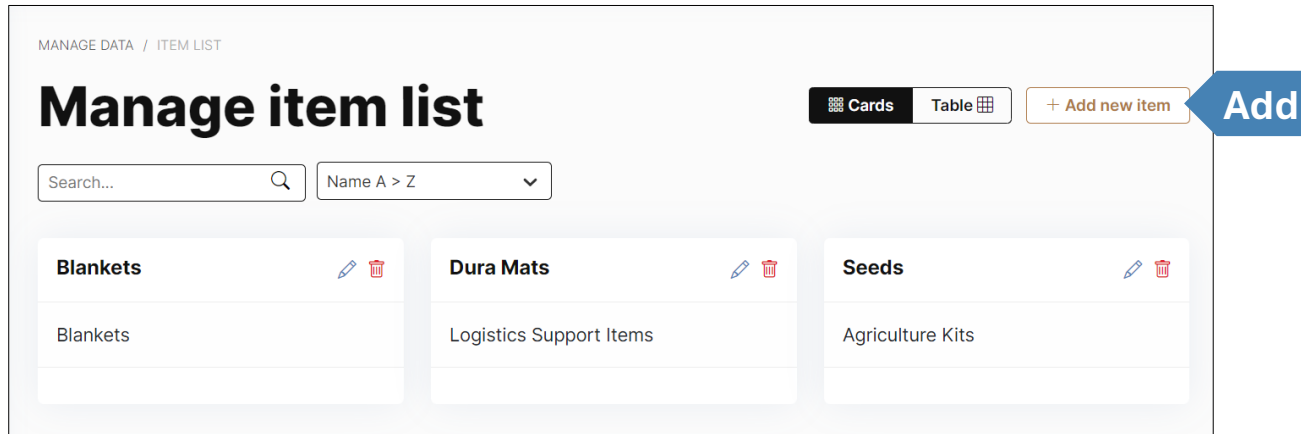 MANAGE DATA / ITEM LIST
Manage item list
Cards Table + Add new item
Add
Search... Name A > Z
Blankets Dura Mats Seeds
Blankets Logistics Support Items Agriculture Kits